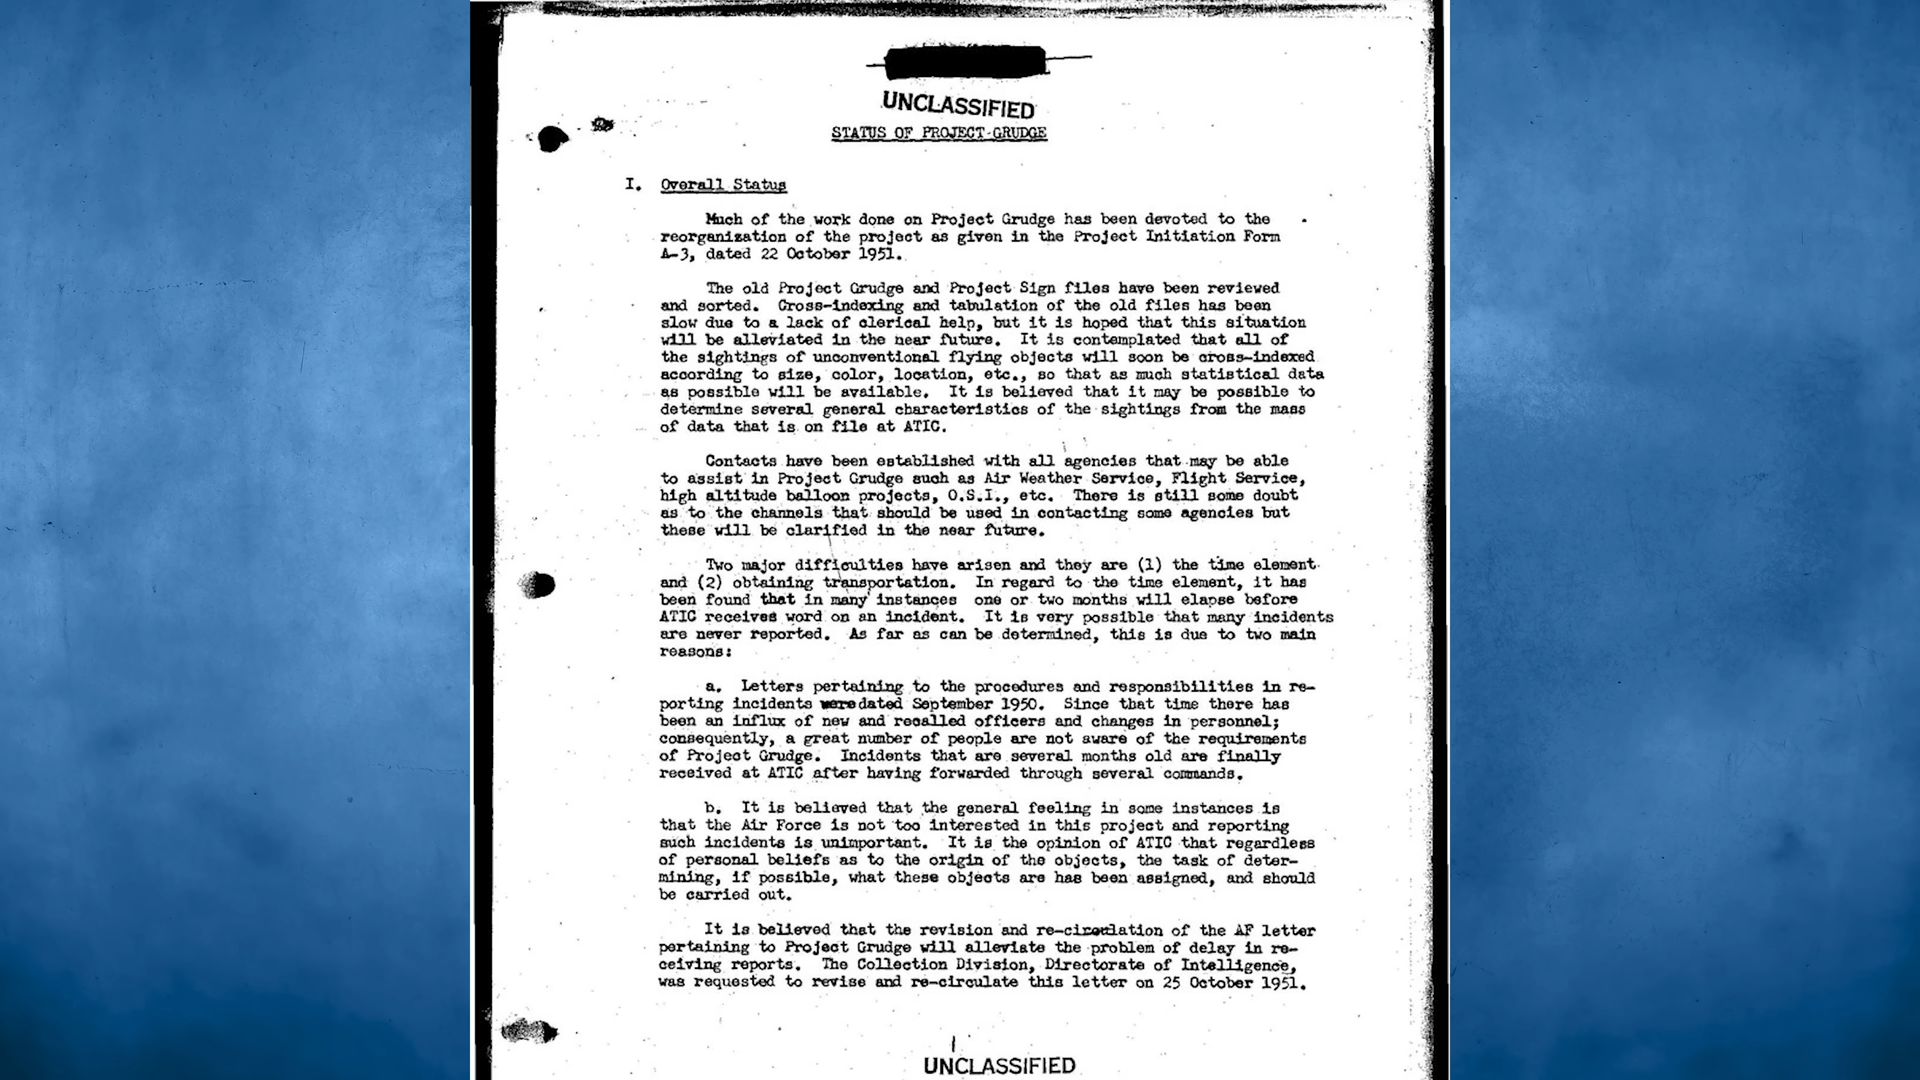 UNCLASSIFIED
STATUS OF PROJECT GRUDGE
I. Overall Status
Much of the work done on Project Grudge has been devoted to the
reorganization of the project as given in the Project Initiation Form
A-3, dated 22 October 1951.
The old Project Grudge and Project Sign files have been reviewed
and sorted. Cross-indexing and tabulation of the old files has been
slow due to a lack of clerical help, but it is hoped that this situation
will be alleviated in the near future. It is contemplated that all of
the sightings of unconventional flying objects will soon be cross-indexed
according to size, color, location, etc., so that as much statistical data
as possible will be available. It is believed that it may be possible to
determine several general characteristics of the sightings from the mass
of data that is on file at ATIC.
Contacts have been established with all agencies that may be able
to assist in Project Grudge such as Air Weather Service, Flight Service,
high altitude balloon projects, O.S.I., etc. There is still some doubt
as to the channels that should be used in contacting some agencies but
these will be clarified in the near future.
Two major difficulties have arisen and they are (1) the time element
and (2) obtaining transportation. In regard to the time element, it has
been found that in many instances one or two months will elapse before
ATIC receives word on an incident. It is very possible that many incidents
are never reported. As far as can be determined, this is due to two main
reasons:
a. Letters pertaining to the procedures and responsibilities in re-
porting incidents were dated September 1950. Since that time there has
been an influx of new and recalled officers and changes in personnel;
consequently, a great number of people are not aware of the requirements
of Project Grudge. Incidents that are several months old are finally
received at ATIC after having forwarded through several commands.
b. It is believed that the general feeling in some instances is
that the Air Force is not too interested in this project and reporting
such incidents is unimportant. It is the opinion of ATIC that regardless
of personal beliefs as to the origin of the objects, the task of deter-
mining, if possible, what these objects are has been assigned, and should
be carried out.
It is believed that the revision and re-circulation of the AF letter
pertaining to Project Grudge will alleviate the problem of delay in re-
ceiving reports. The Collection Division, Directorate of Intelligence,
was requested to revise and re-circulate this letter on 25 October 1951.
UNCLASSIFIED